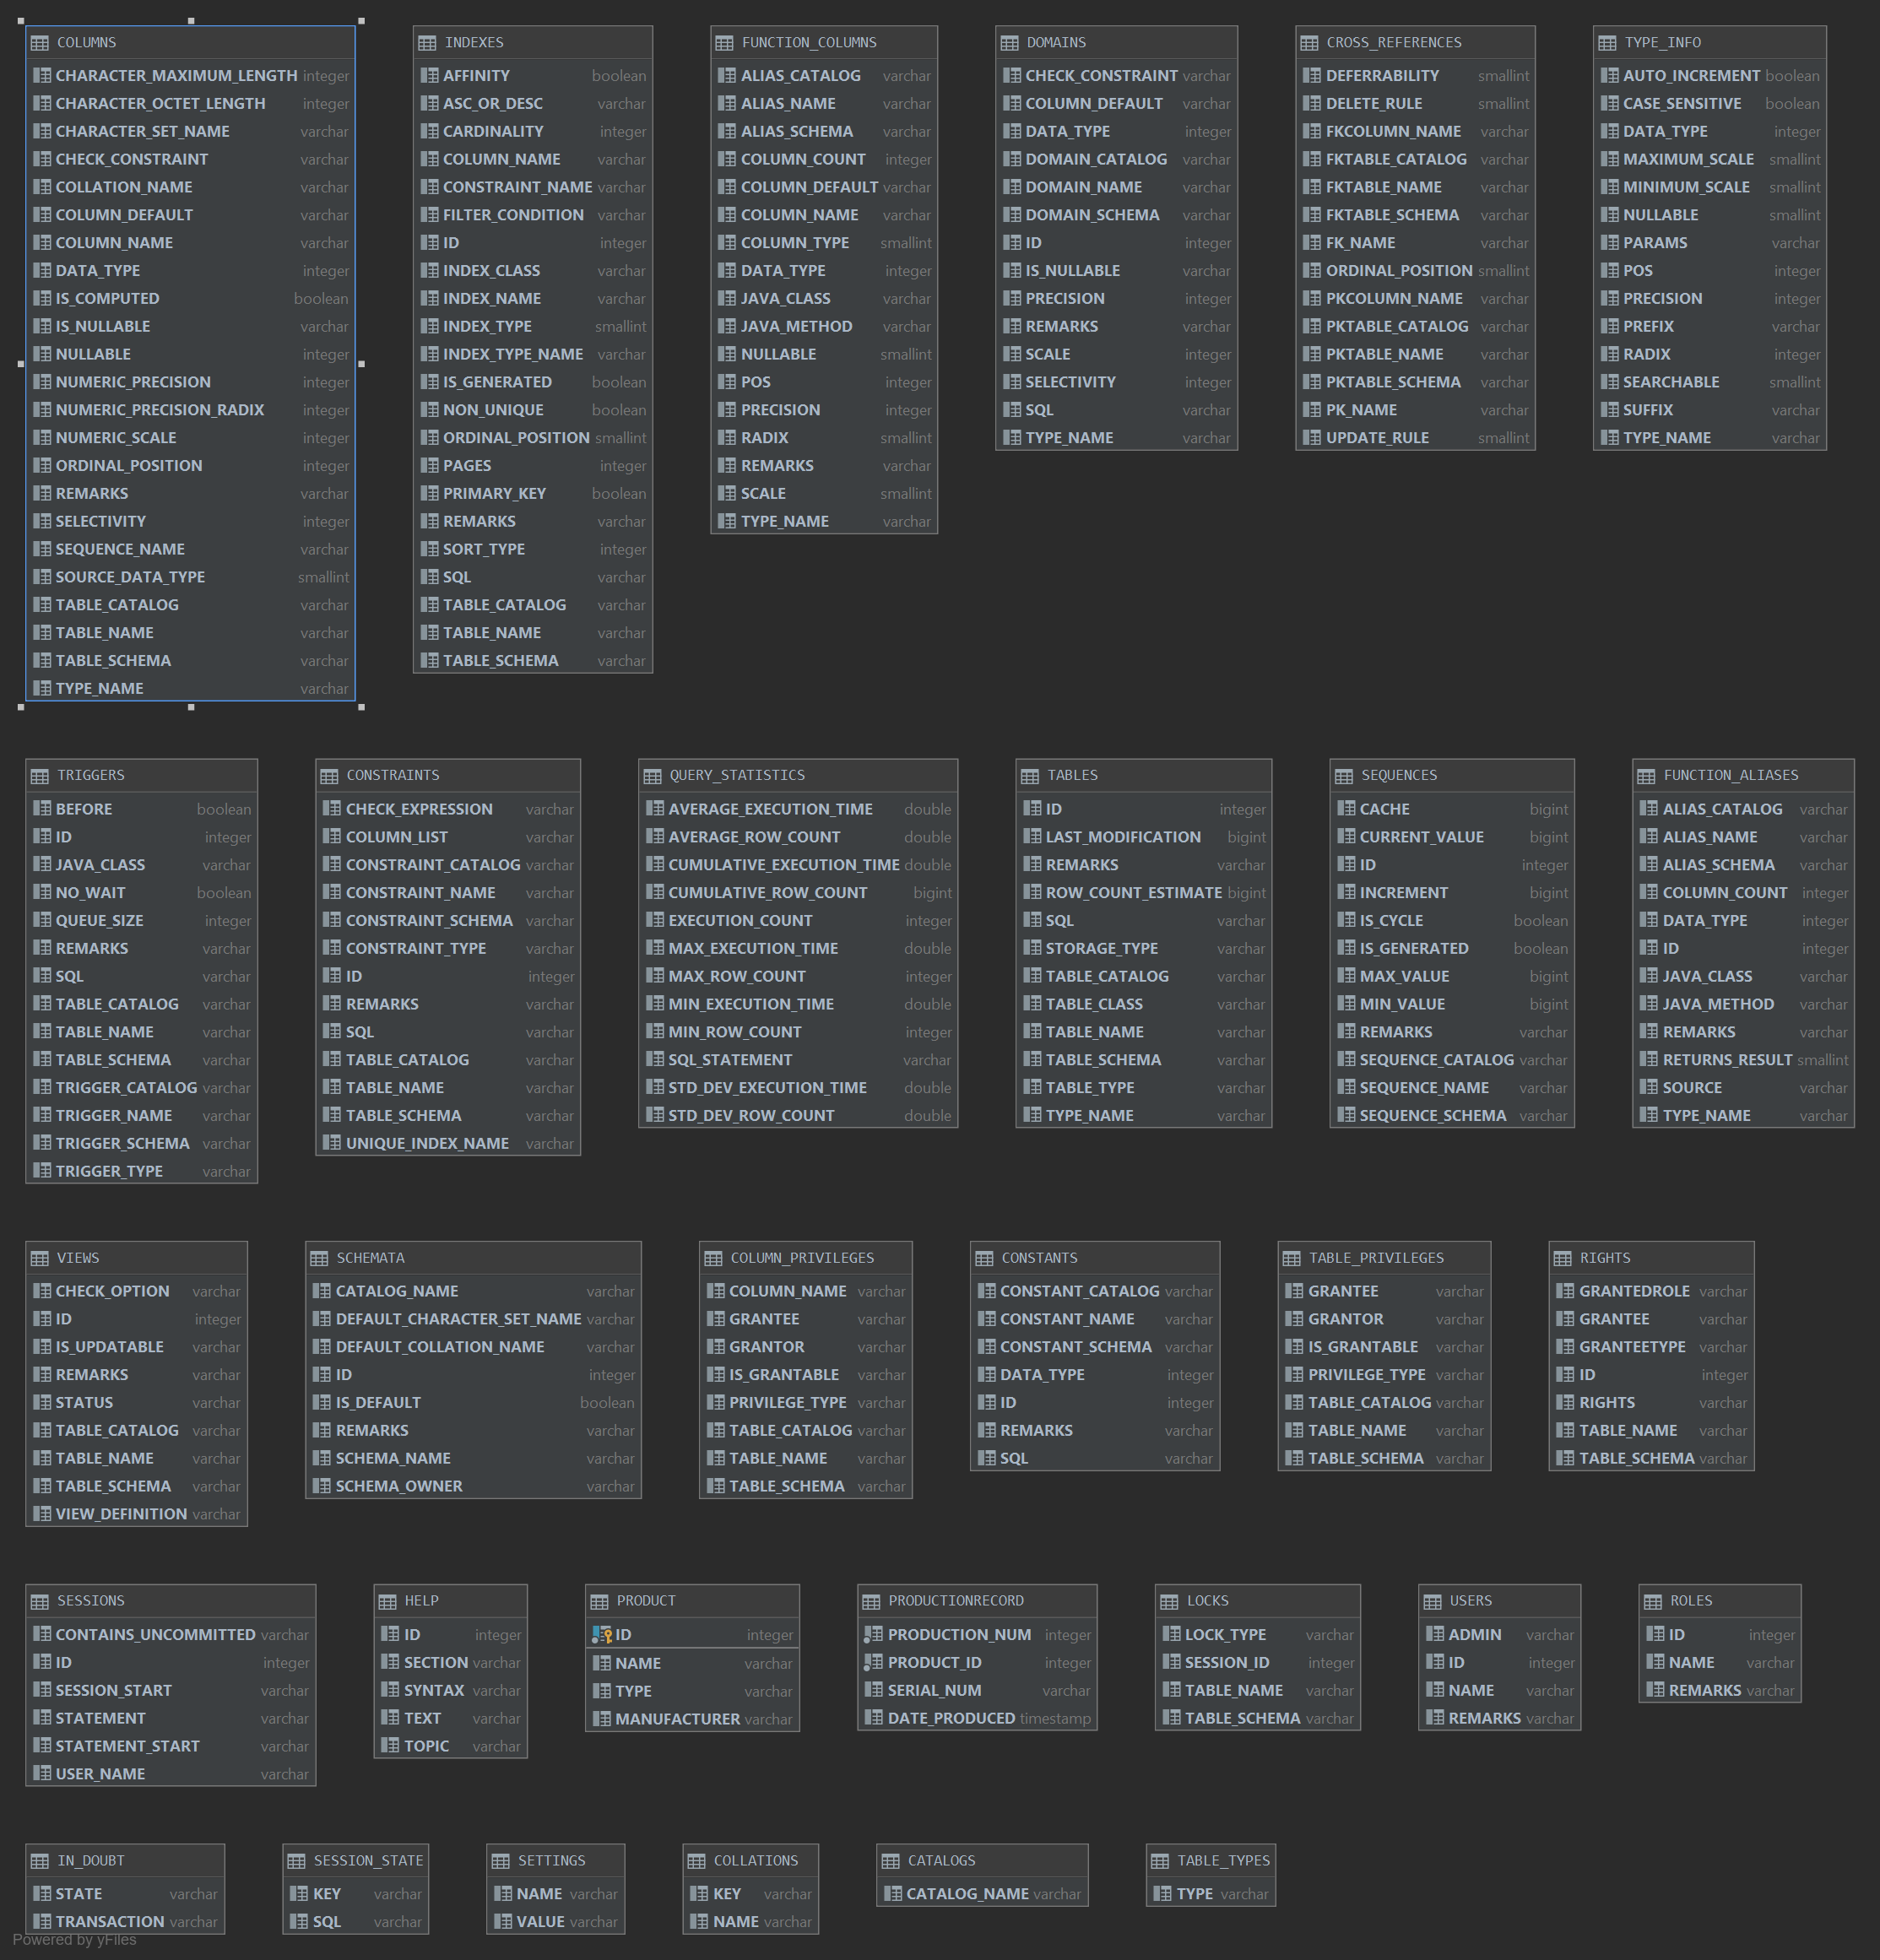 COLUMNS
CHARACTER_MAXIMUM_LENGTH integer
CHARACTER_OCTET_LENGTH integer
CHARACTER_SET_NAME varchar
CHECK_CONSTRAINT varchar
COLLATION_NAME varchar
COLUMN_DEFAULT varchar
COLUMN_NAME varchar
DATA_TYPE integer
IS_COMPUTED boolean
IS_NULLABLE varchar
NULLABLE integer
NUMERIC_PRECISION integer
NUMERIC_PRECISION_RADIX integer
NUMERIC_SCALE integer
ORDINAL_POSITION integer
REMARKS varchar
SELECTIVITY integer
SEQUENCE_NAME varchar
SOURCE_DATA_TYPE smallint
TABLE_CATALOG varchar
TABLE_NAME varchar
TABLE_SCHEMA varchar
TYPE_NAME varchar
INDEXES
AFFINITY boolean
ASC_OR_DESC varchar
CARDINALITY integer
COLUMN_NAME varchar
CONSTRAINT_NAME varchar
FILTER_CONDITION varchar
ID integer
INDEX_CLASS varchar
INDEX_NAME varchar
INDEX_TYPE smallint
INDEX_TYPE_NAME varchar
IS_GENERATED boolean
NON_UNIQUE boolean
ORDINAL_POSITION smallint
PAGES integer
PRIMARY_KEY boolean
REMARKS varchar
SORT_TYPE integer
SQL varchar
TABLE_CATALOG varchar
TABLE_NAME varchar
TABLE_SCHEMA varchar
FUNCTION_COLUMNS
ALIAS_CATALOG varchar
ALIAS_NAME varchar
ALIAS_SCHEMA varchar
COLUMN_COUNT integer
COLUMN_DEFAULT varchar
COLUMN_NAME varchar
COLUMN_TYPE smallint
DATA_TYPE integer
JAVA_CLASS varchar
JAVA_METHOD varchar
NULLABLE smallint
POS integer
PRECISION integer
RADIX smallint
REMARKS varchar
SCALE smallint
TYPE_NAME varchar
DOMAINS
CHECK_CONSTRAINT varchar
COLUMN_DEFAULT varchar
DATA_TYPE integer
DOMAIN_CATALOG varchar
DOMAIN_NAME varchar
DOMAIN_SCHEMA varchar
ID integer
IS_NULLABLE varchar
PRECISION integer
REMARKS varchar
SCALE integer
SELECTIVITY integer
SQL varchar
TYPE_NAME varchar
CROSS_REFERENCES
DEFERRABILITY smallint
DELETE_RULE smallint
FKCOLUMN_NAME varchar
FKTABLE_CATALOG varchar
FKTABLE_NAME varchar
FKTABLE_SCHEMA varchar
FK_NAME varchar
ORDINAL_POSITION smallint
PKCOLUMN_NAME varchar
PKTABLE_CATALOG varchar
PKTABLE_NAME varchar
PKTABLE_SCHEMA varchar
PK_NAME varchar
UPDATE_RULE smallint
TYPE_INFO
AUTO_INCREMENT boolean
CASE_SENSITIVE boolean
DATA_TYPE integer
MAXIMUM_SCALE smallint
MINIMUM_SCALE smallint
NULLABLE smallint
PARAMS varchar
POS integer
PRECISION integer
PREFIX varchar
RADIX integer
SEARCHABLE smallint
SUFFIX varchar
TYPE_NAME varchar
TRIGGERS
BEFORE boolean
ID integer
JAVA_CLASS varchar
NO_WAIT boolean
QUEUE_SIZE integer
REMARKS varchar
SQL varchar
TABLE_CATALOG varchar
TABLE_NAME varchar
TABLE_SCHEMA varchar
TRIGGER_CATALOG varchar
TRIGGER_NAME varchar
TRIGGER_SCHEMA varchar
TRIGGER_TYPE varchar
CONSTRAINTS
CHECK_EXPRESSION varchar
COLUMN_LIST varchar
CONSTRAINT_CATALOG varchar
CONSTRAINT_NAME varchar
CONSTRAINT_SCHEMA varchar
CONSTRAINT_TYPE varchar
ID integer
REMARKS varchar
SQL varchar
TABLE_CATALOG varchar
TABLE_NAME varchar
TABLE_SCHEMA varchar
UNIQUE_INDEX_NAME varchar
QUERY_STATISTICS
AVERAGE_EXECUTION_TIME double
AVERAGE_ROW_COUNT double
CUMULATIVE_EXECUTION_TIME double
CUMULATIVE_ROW_COUNT bigint
EXECUTION_COUNT integer
MAX_EXECUTION_TIME double
MAX_ROW_COUNT integer
MIN_EXECUTION_TIME double
MIN_ROW_COUNT integer
SQL_STATEMENT varchar
STD_DEV_EXECUTION_TIME double
STD_DEV_ROW_COUNT double
TABLES
ID integer
LAST_MODIFICATION bigint
REMARKS varchar
ROW_COUNT_ESTIMATE bigint
SQL varchar
STORAGE_TYPE varchar
TABLE_CATALOG varchar
TABLE_CLASS varchar
TABLE_NAME varchar
TABLE_SCHEMA varchar
TABLE_TYPE varchar
TYPE_NAME varchar
SEQUENCES
CACHE bigint
CURRENT_VALUE bigint
ID integer
INCREMENT bigint
IS_CYCLE boolean
IS_GENERATED boolean
MAX_VALUE bigint
MIN_VALUE bigint
REMARKS varchar
SEQUENCE_CATALOG varchar
SEQUENCE_NAME varchar
SEQUENCE_SCHEMA varchar
FUNCTION_ALIASES
ALIAS_CATALOG varchar
ALIAS_NAME varchar
ALIAS_SCHEMA varchar
COLUMN_COUNT integer
DATA_TYPE integer
ID integer
JAVA_CLASS varchar
JAVA_METHOD varchar
REMARKS varchar
RETURNS_RESULT smallint
SOURCE varchar
TYPE_NAME varchar
VIEWS
CHECK_OPTION varchar
ID integer
IS_UPDATABLE varchar
REMARKS varchar
STATUS varchar
TABLE_CATALOG varchar
TABLE_NAME varchar
TABLE_SCHEMA varchar
VIEW_DEFINITION varchar
SCHEMATA
CATALOG_NAME varchar
DEFAULT_CHARACTER_SET_NAME varchar
DEFAULT_COLLATION_NAME varchar
ID integer
IS_DEFAULT boolean
REMARKS varchar
SCHEMA_NAME varchar
SCHEMA_OWNER varchar
COLUMN_PRIVILEGES
COLUMN_NAME varchar
GRANTEE varchar
GRANTOR varchar
IS_GRANTABLE varchar
PRIVILEGE_TYPE varchar
TABLE_CATALOG varchar
TABLE_NAME varchar
TABLE_SCHEMA varchar
CONSTANTS
CONSTANT_CATALOG varchar
CONSTANT_NAME varchar
CONSTANT_SCHEMA varchar
DATA_TYPE integer
ID integer
REMARKS varchar
SQL varchar
TABLE_PRIVILEGES
GRANTEE varchar
GRANTOR varchar
IS_GRANTABLE varchar
PRIVILEGE_TYPE varchar
TABLE_CATALOG varchar
TABLE_NAME varchar
TABLE_SCHEMA varchar
RIGHTS
GRANTEDROLE varchar
GRANTEE varchar
GRANTEETYPE varchar
ID integer
RIGHTS varchar
TABLE_NAME varchar
TABLE_SCHEMA varchar
SESSIONS
CONTAINS_UNCOMMITTED varchar
ID integer
SESSION_START varchar
STATEMENT varchar
STATEMENT_START varchar
USER_NAME varchar
HELP
ID integer
SECTION varchar
SYNTAX varchar
TEXT varchar
TOPIC varchar
PRODUCT
ID integer
NAME varchar
TYPE varchar
MANUFACTURER varchar
PRODUCTIONRECORD
PRODUCTION_NUM integer
PRODUCT_ID integer
SERIAL_NUM varchar
DATE_PRODUCED timestamp
LOCKS
LOCK_TYPE varchar
SESSION_ID integer
TABLE_NAME varchar
TABLE_SCHEMA varchar
USERS
ADMIN varchar
ID integer
NAME varchar
REMARKS varchar
ROLES
ID integer
NAME varchar
REMARKS varchar
IN_DOUBT
STATE varchar
TRANSACTION varchar
SESSION_STATE
KEY varchar
SQL varchar
SETTINGS
NAME varchar
VALUE varchar
COLLATIONS
KEY varchar
NAME varchar
CATALOGS
CATALOG_NAME varchar
TABLE_TYPES
TYPE varchar
Powered by yFiles